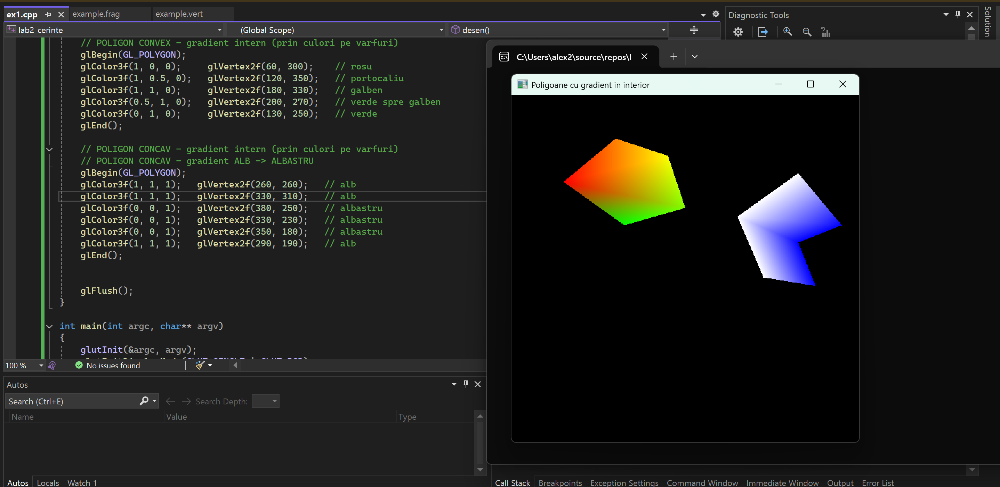 ex1.cpp example.frag example.vert
lab2_cerinte (Global Scope) desen()
// POLIGON CONVEX - gradient intern (prin culori pe varfuri)
glBegin(GL_POLYGON);
glColor3f(1, 0, 0); glVertex2f(60, 300); // rosu
glColor3f(1, 0.5, 0); glVertex2f(120, 350); // portocaliu
glColor3f(1, 1, 0); glVertex2f(180, 330); // galben
glColor3f(0.5, 1, 0); glVertex2f(200, 270); // verde spre galben
glColor3f(0, 1, 0); glVertex2f(130, 250); // verde
glEnd();
// POLIGON CONCAV - gradient intern (prin culori pe varfuri)
// POLIGON CONCAV - gradient ALB -> ALBASTRU
glBegin(GL_POLYGON);
glColor3f(1, 1, 1); glVertex2f(260, 260); // alb
glColor3f(1, 1, 1); glVertex2f(330, 310); // alb
glColor3f(0, 0, 1); glVertex2f(380, 250); // albastru
glColor3f(0, 0, 1); glVertex2f(330, 230); // albastru
glColor3f(0, 0, 1); glVertex2f(350, 180); // albastru
glColor3f(1, 1, 1); glVertex2f(290, 190); // alb
glEnd();
glFlush();
}
int main(int argc, char** argv)
{
glutInit(&argc, argv);
100 % No issues found
Autos
Search (Ctrl+E) Search Depth:
Name Value Type
Autos Locals Watch 1
Diagnostic Tools
Solution
C:\Users\alex2\source\repos\
Poligoane cu gradient in interior
Call Stack Breakpoints Exception Settings Command Window Immediate Window Output Error List